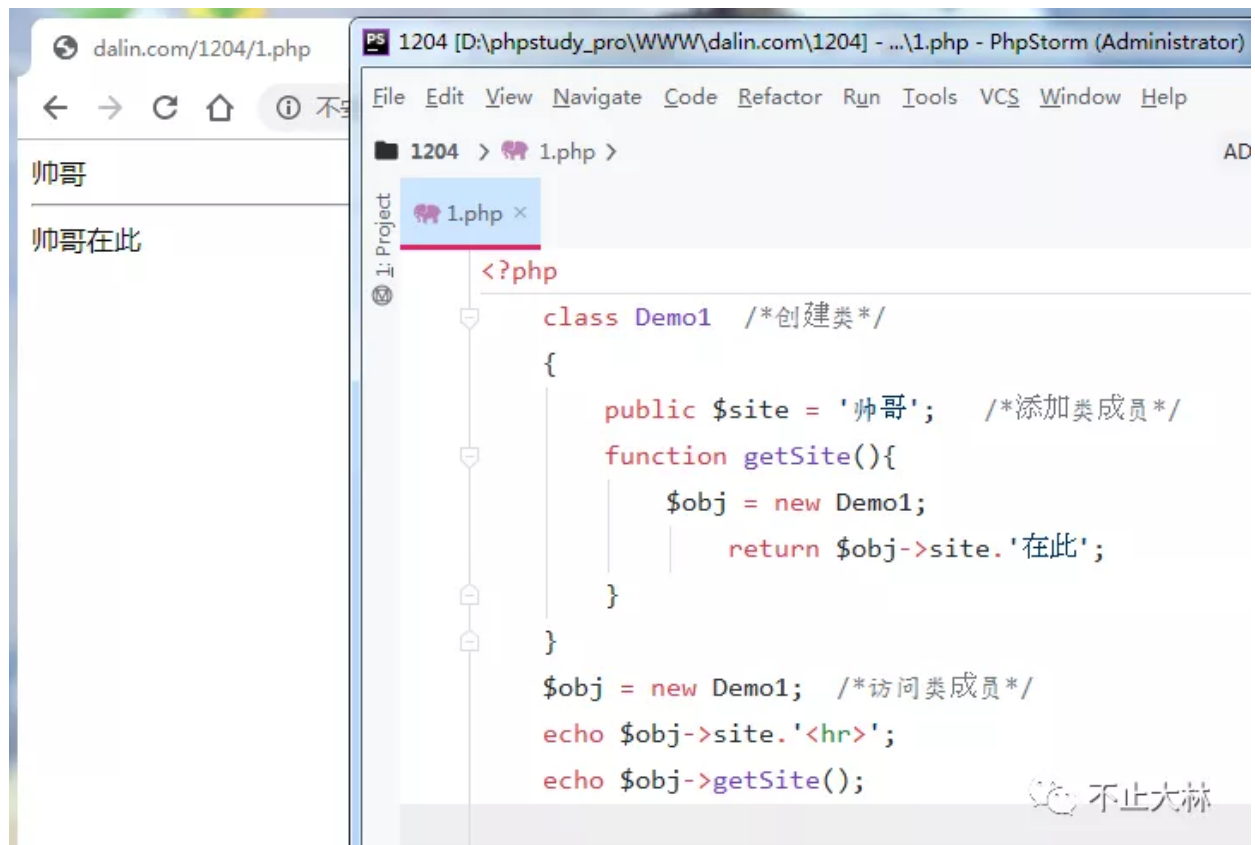 dalin.com/1204/1.php
不
帅哥
帅哥在此
1204 [D:\phpstudy_pro\WWW\dalin.com\1204] - ...\1.php - PhpStorm (Administrator)
File Edit View Navigate Code Refactor Run Tools VCS Window Help
1204 > 1.php >
AD
1: Project
1.php ×
<?php
class Demo1 /*创建类*/
{
public $site = '帅哥'; /*添加类成员*/
function getSite(){
$obj = new Demo1;
return $obj->site.'在此';
}
}
$obj = new Demo1; /*访问类成员*/
echo $obj->site.'<hr>';
echo $obj->getSite();
不止大林